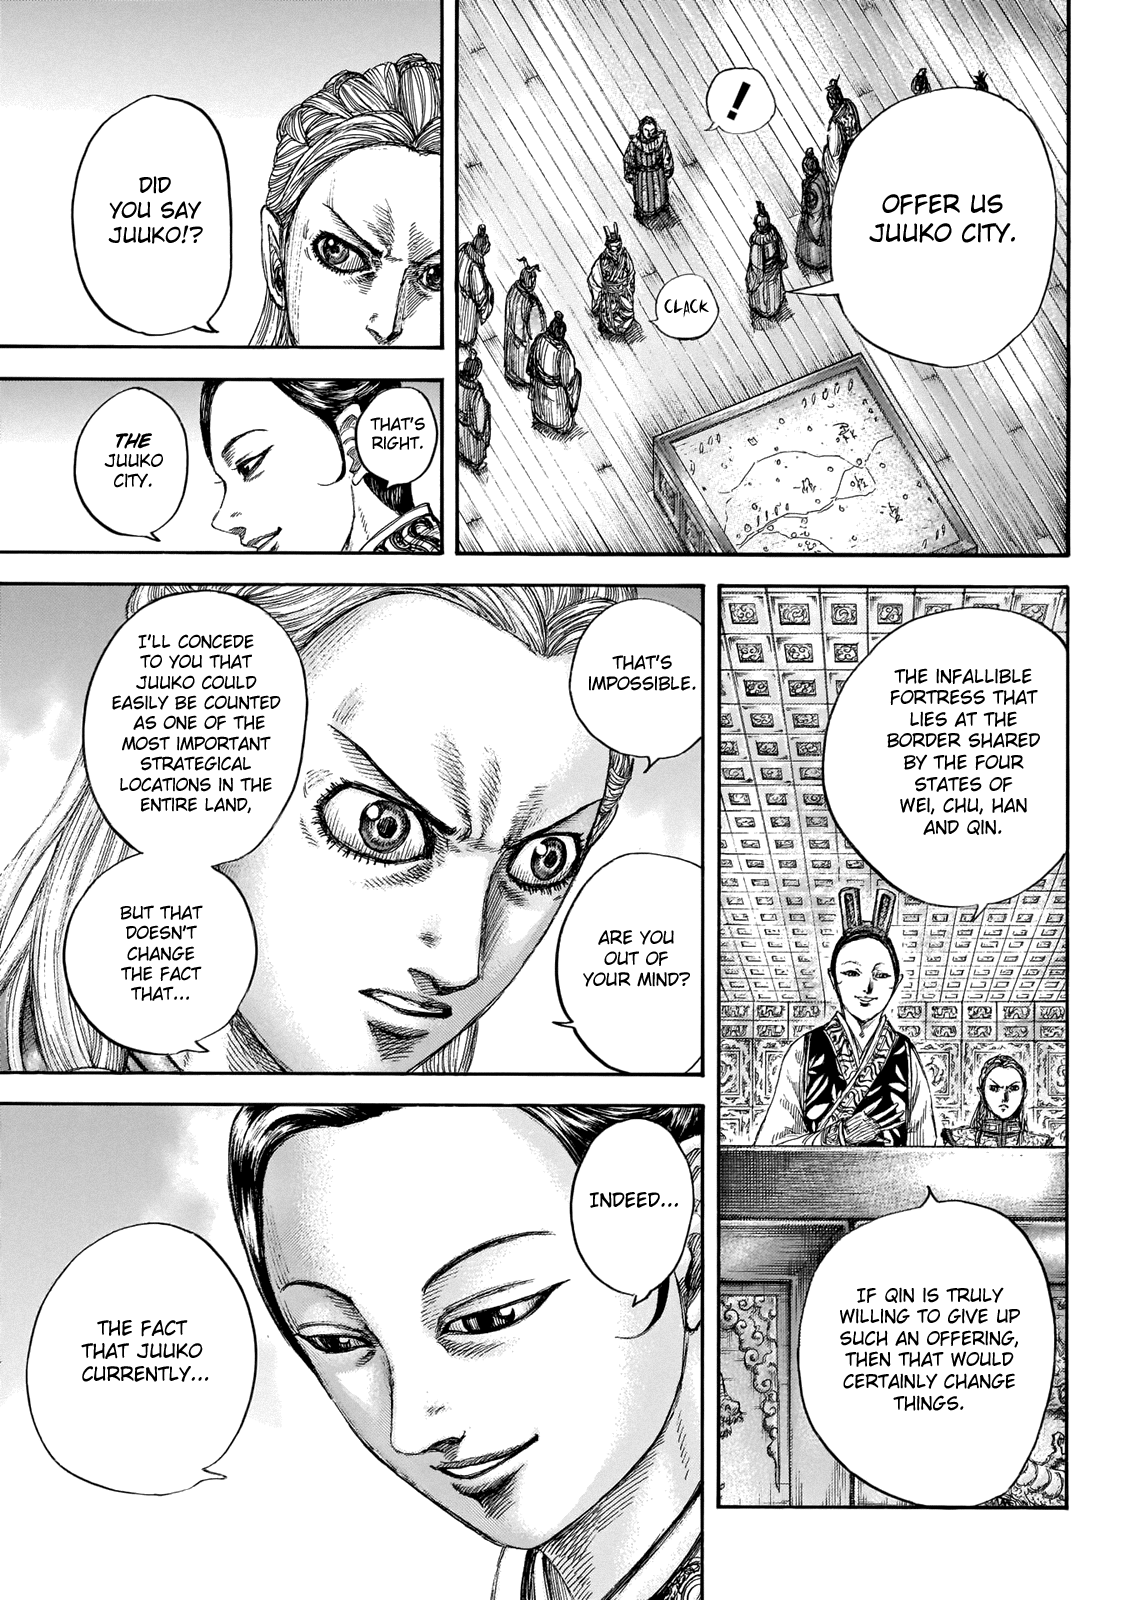 !
OFFER US
JUUKO CITY.
CLACK
DID
YOU SAY
JUUKO!?
THAT'S
RIGHT.
THE
JUUKO
CITY.
THE INFALLIBLE
FORTRESS THAT
LIES AT THE
BORDER SHARED
BY THE FOUR
STATES OF
WEI, CHU, HAN
AND QIN.
IF QIN IS TRULY
WILLING TO GIVE UP
SUCH AN OFFERING,
THEN THAT WOULD
CERTAINLY CHANGE
THINGS.
THAT'S
IMPOSSIBLE.
ARE YOU
OUT OF
YOUR MIND?
I'LL CONCEDE
TO YOU THAT
JUUKO COULD
EASILY BE COUNTED
AS ONE OF THE
MOST IMPORTANT
STRATEGICAL
LOCATIONS IN THE
ENTIRE LAND,
BUT THAT
DOESN'T
CHANGE
THE FACT
THAT...
INDEED...
THE FACT
THAT JUUKO
CURRENTLY...